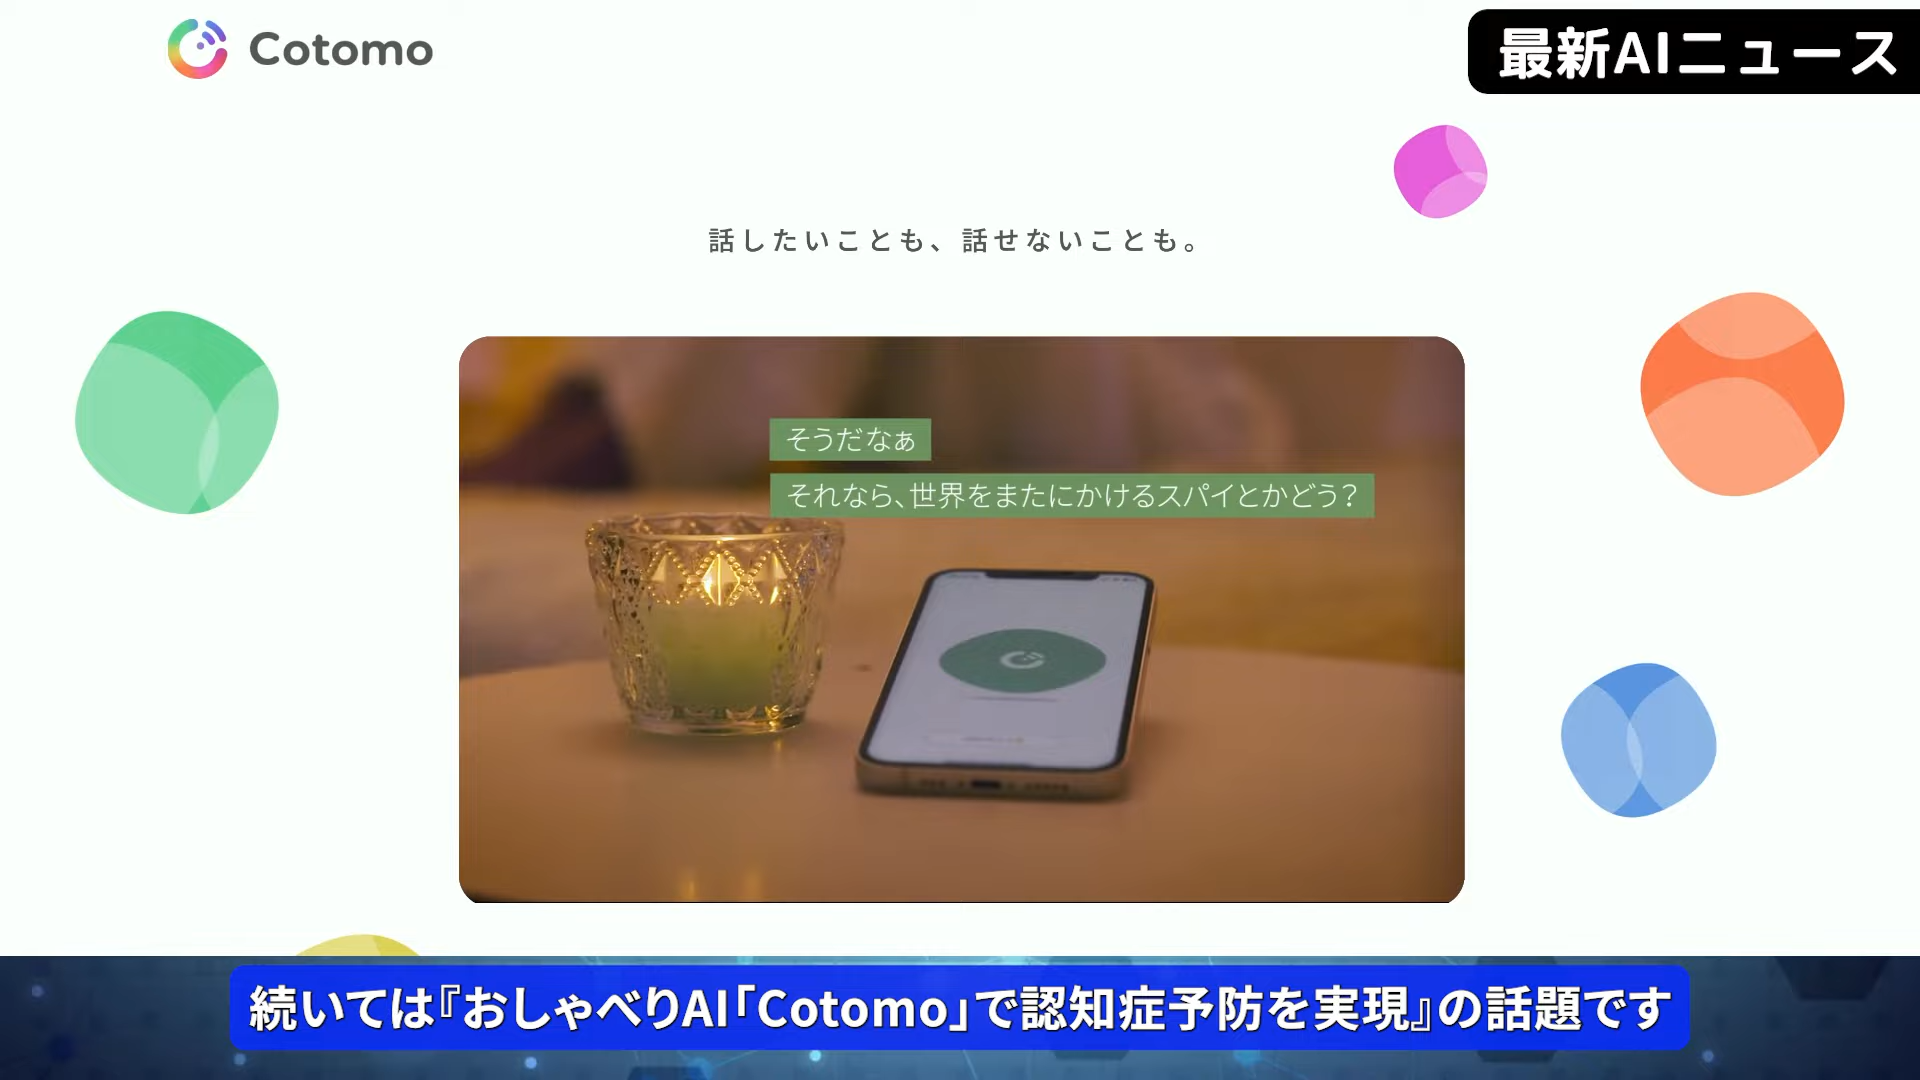 Cotomo
最新AIニュース
話したいことも、話せないことも。
そうだなぁ
それなら、世界をまたにかけるスパイとかどう？
続いては『おしゃべりAI「Cotomo」で認知症予防を実現』の話題です